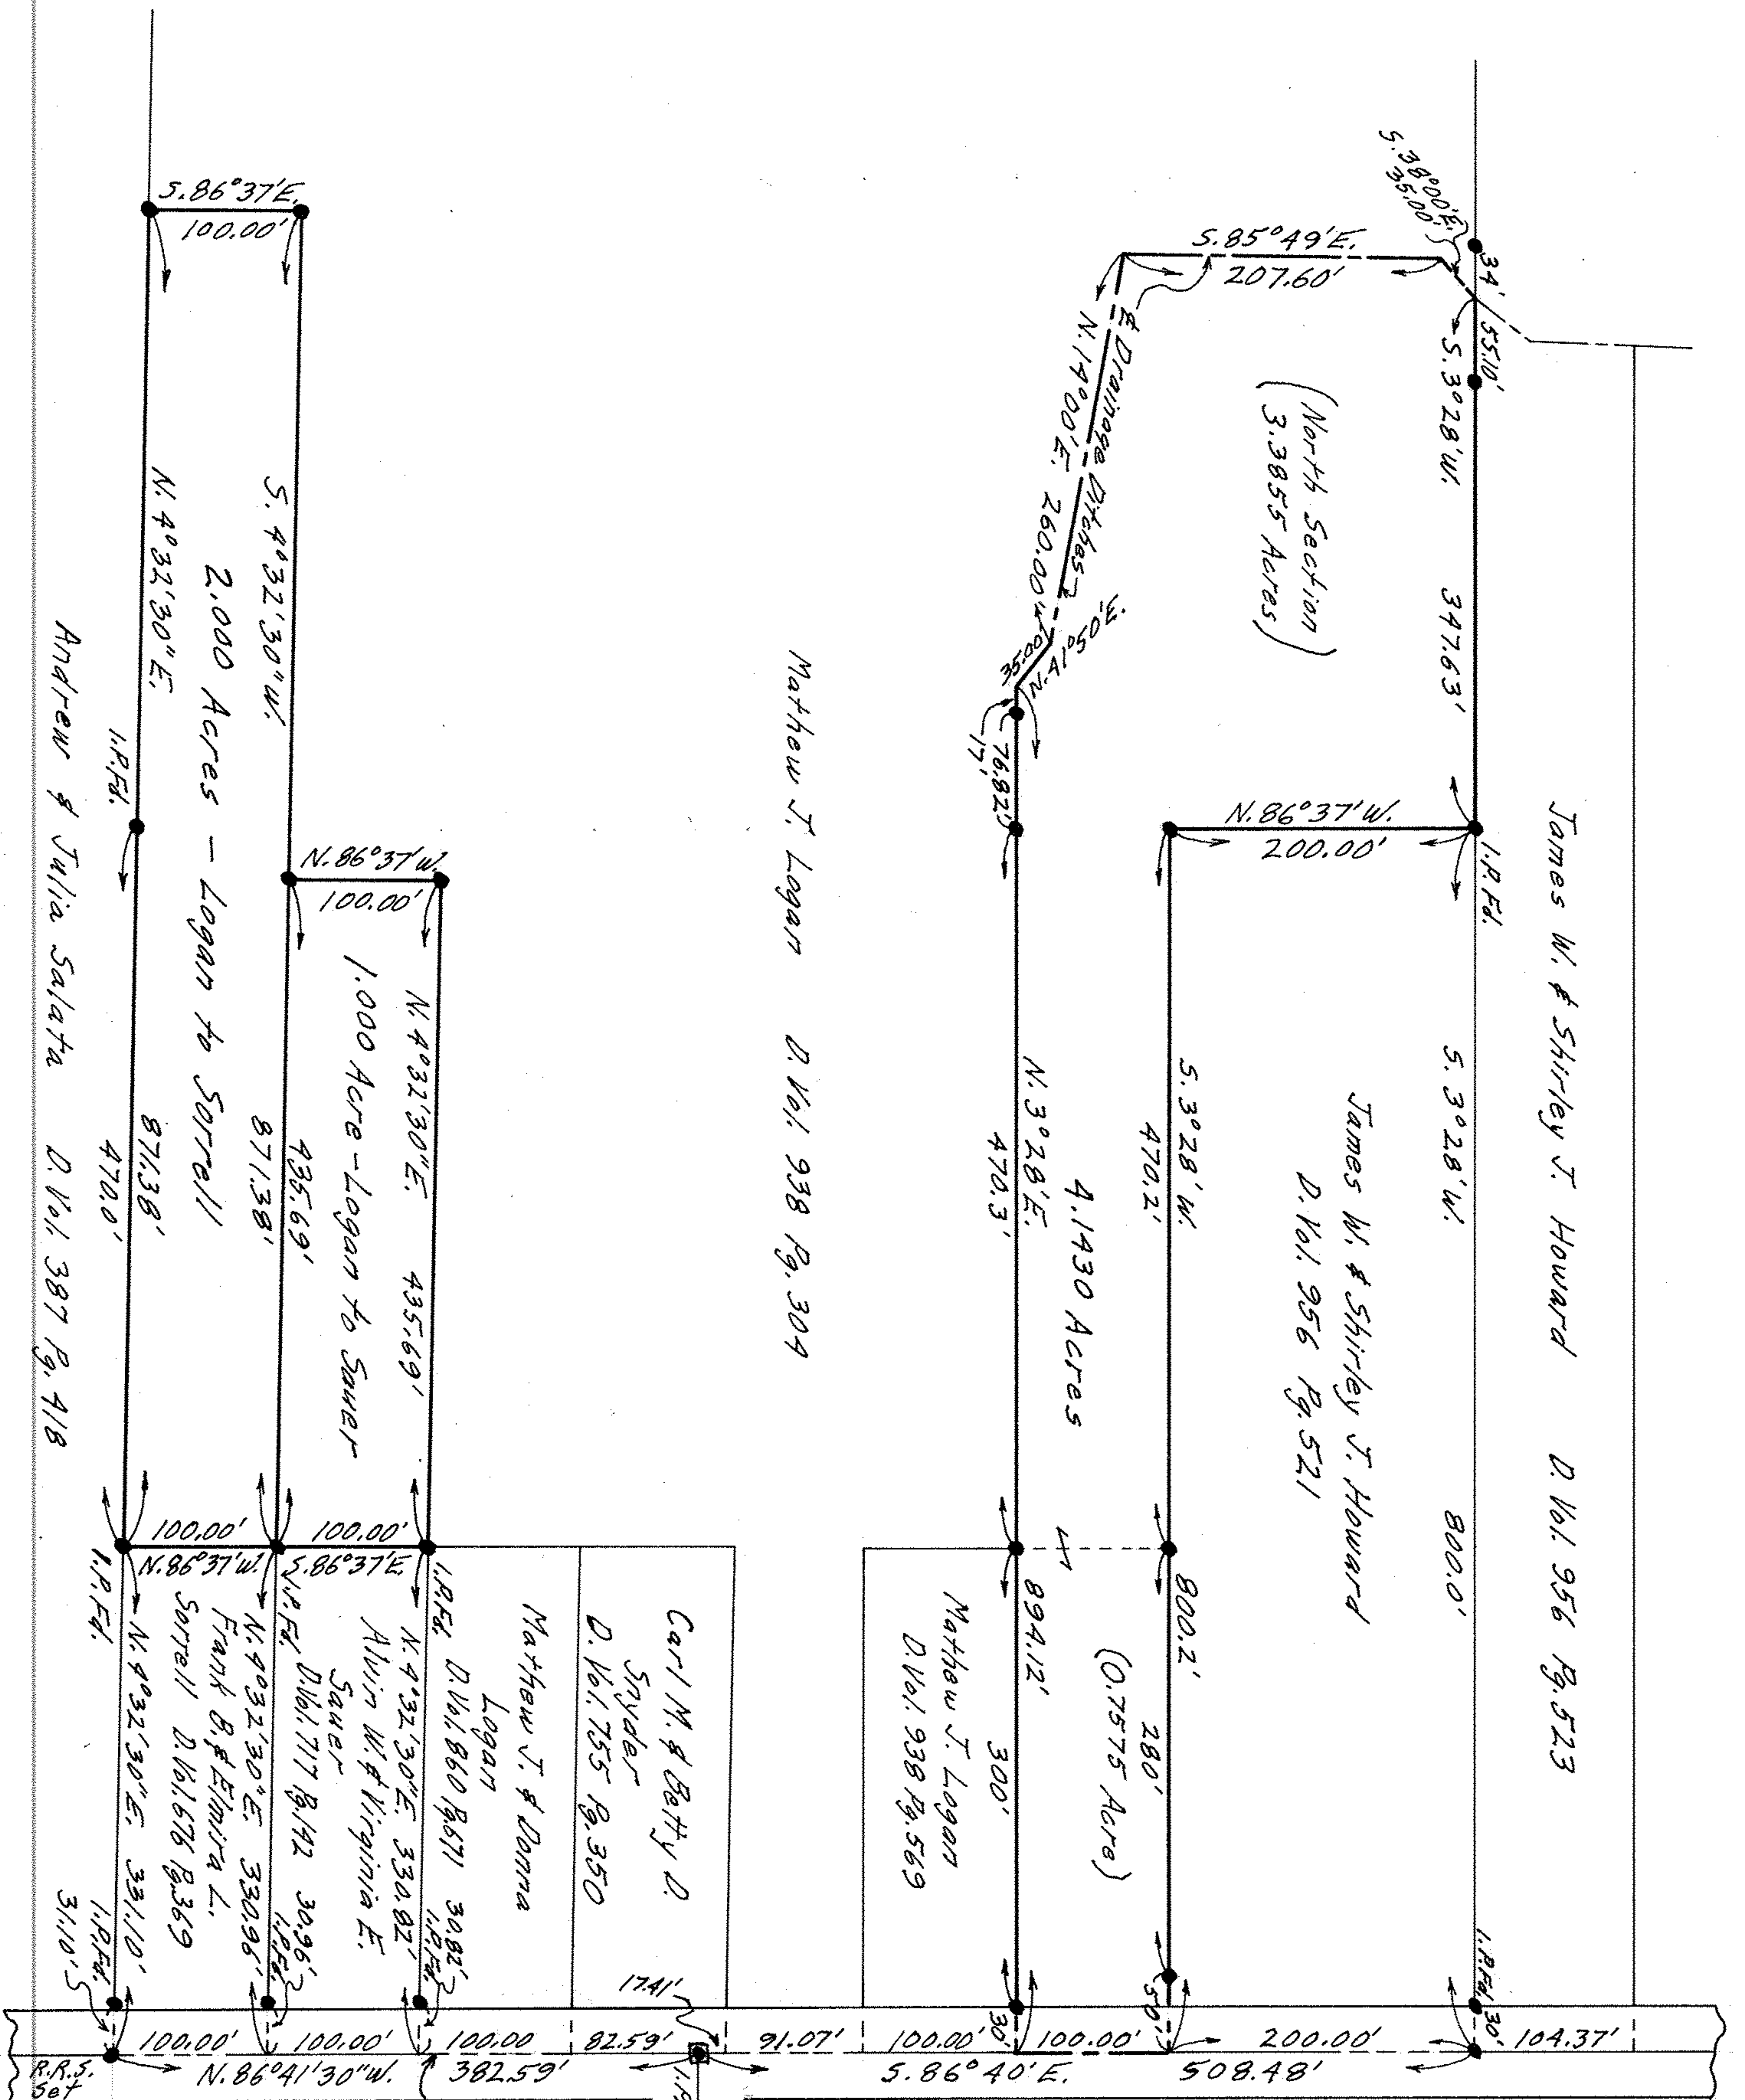 S.86°37'E.
100.00'
S. 4°32'30"W.
N. 4°32'30"E.
2.000 Acres - Logan to Sorrell
I.P.Fd.
871.38'
470.0'
871.38'
435.69'
Andrew & Julia Salata D. Vol. 387 Pg. 418
N.86°37'W.
100.00'
N. 4°32'30"E. 435.69'
1.000 Acre - Logan to Sauer
Mathew J. Logan D. Vol. 938 Pg. 304
S.38°00'E.
35.00'
34'
55.10'
S.85°49'E.
207.60'
S.3°28'W. 347.63'
(North Section
3.3855 Acres)
₵ Drainage Ditches
N.14°00'E. 260.00'
N.41°50'E.
35.00'
17'
76.82'
N.86°37'W.
200.00'
I.P.Fd.
James W. & Shirley J. Howard D. Vol. 956 Pg.523
S. 3°28'W. 800.0'
James W. & Shirley J. Howard
D. Vol. 956 Pg.521
S. 3°28'W. 800.2'
470.2' 280'
4.1430 Acres
(0.7575 Acre)
N. 3°28'E. 894.12'
470.3' 300'
Mathew J. Logan
D.Vol. 938 Pg.569
100.00'
N.86°37'W.
100.00'
S.86°37'E.
I.P.Fd.
I.P.Fd.
I.P.Fd.
Carl M. & Betty D.
Snyder
D. Vol. 755 Pg.350
Mathew J. & Donna
Logan
D.Vol.860 Pg.671 30.82'
I.P.Fd.
N. 4°32'30"E. 330.82'
Alvin W. & Virginia E.
Sauer
D.Vol.717 Pg.142 30.96'
I.P.Fd.
N. 4°32'30"E. 330.96'
Frank B. & Elmira L.
Sorrell D.Vol.676 Pg.369
N. 4°32'30"E. 331.10'
I.P.Fd.
31.10'
17.41'
I.P.Fd.
30'
50'
30'
100.00' 100.00' 100.00 82.59' 91.07' 100.00' 100.00' 200.00' 104.37'
R.R.S.
Set
N.86°41'30"W. 382.59'
S.86°40'E. 508.48'